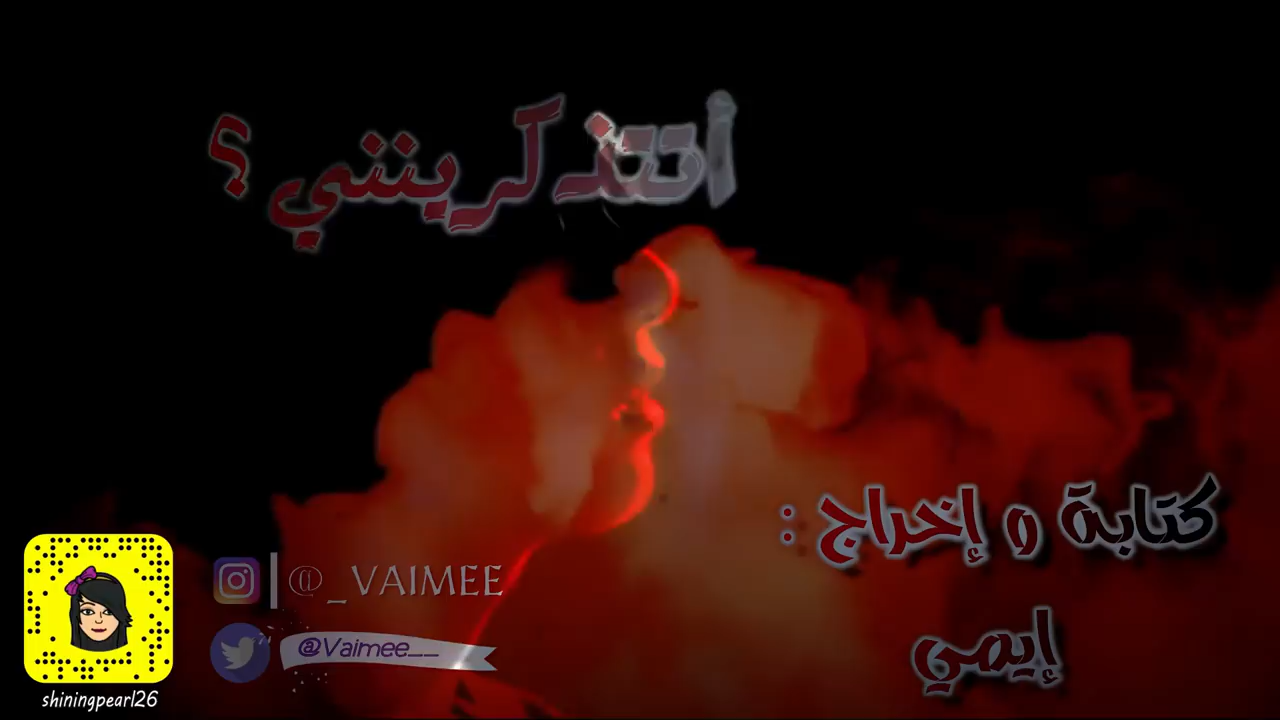 أتتذكرينني ؟
كتابة و إخراج :
إيمي
@_VAIMEE
@Vaimee__
shiningpearl26